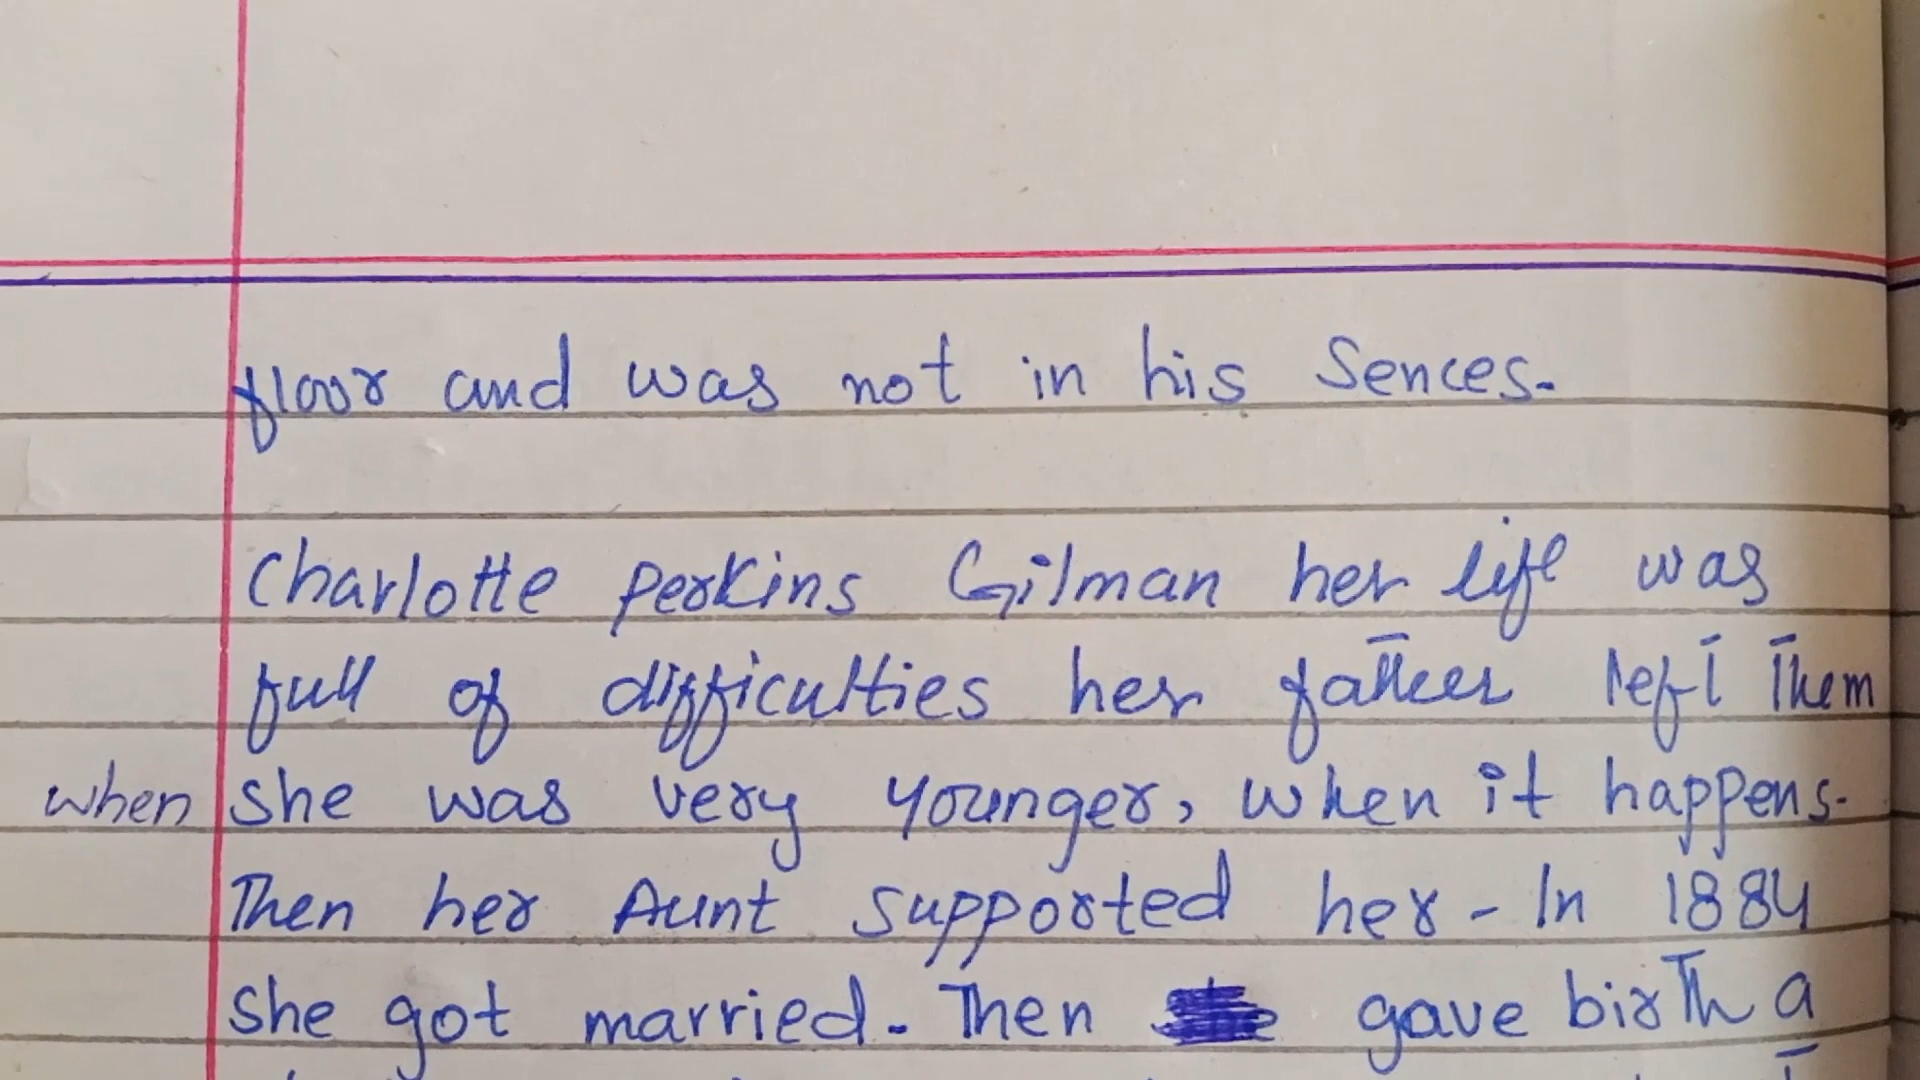 floor and was not in his Sences.
Charlotte perkins Gilman her life was
full of difficulties her father left Them
when she was very younger, when it happens.
Then her Aunt supported her - In 1884
she got married. Then gave birth a